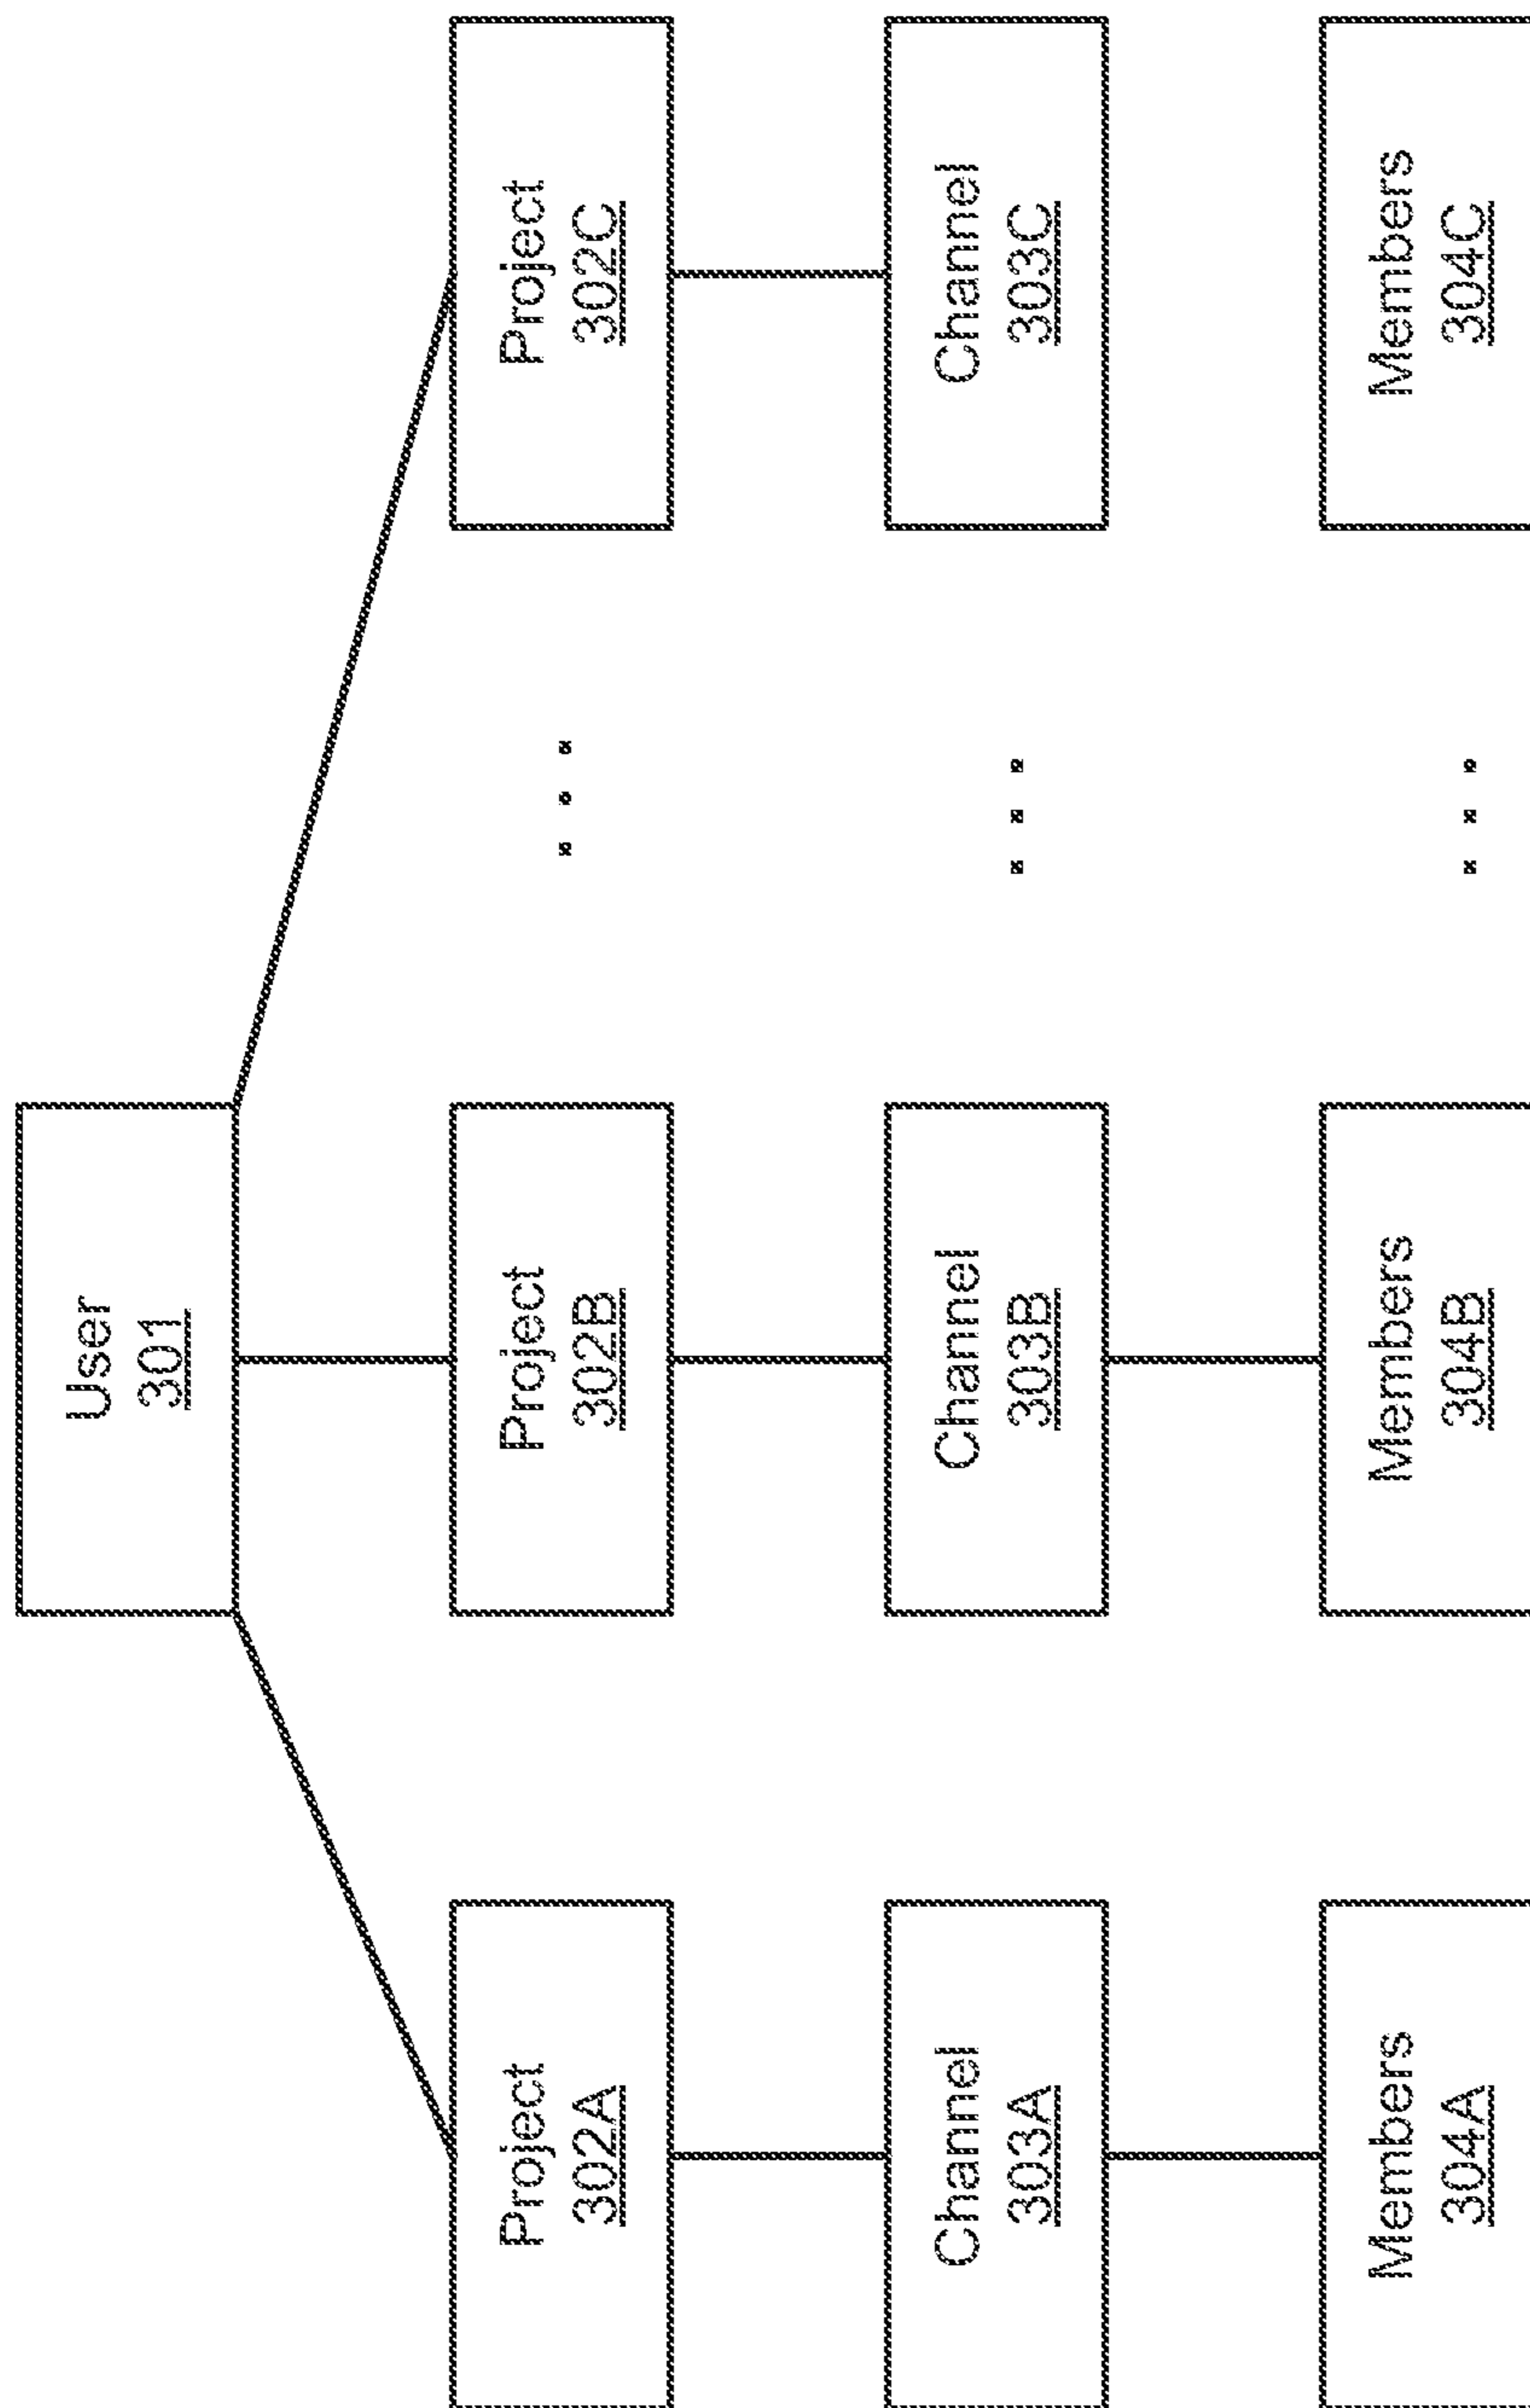 User
301
Project
302A
Project
302B
Project
302C
Channel
303A
Channel
303B
Channel
303C
Members
304A
Members
304B
Members
304C